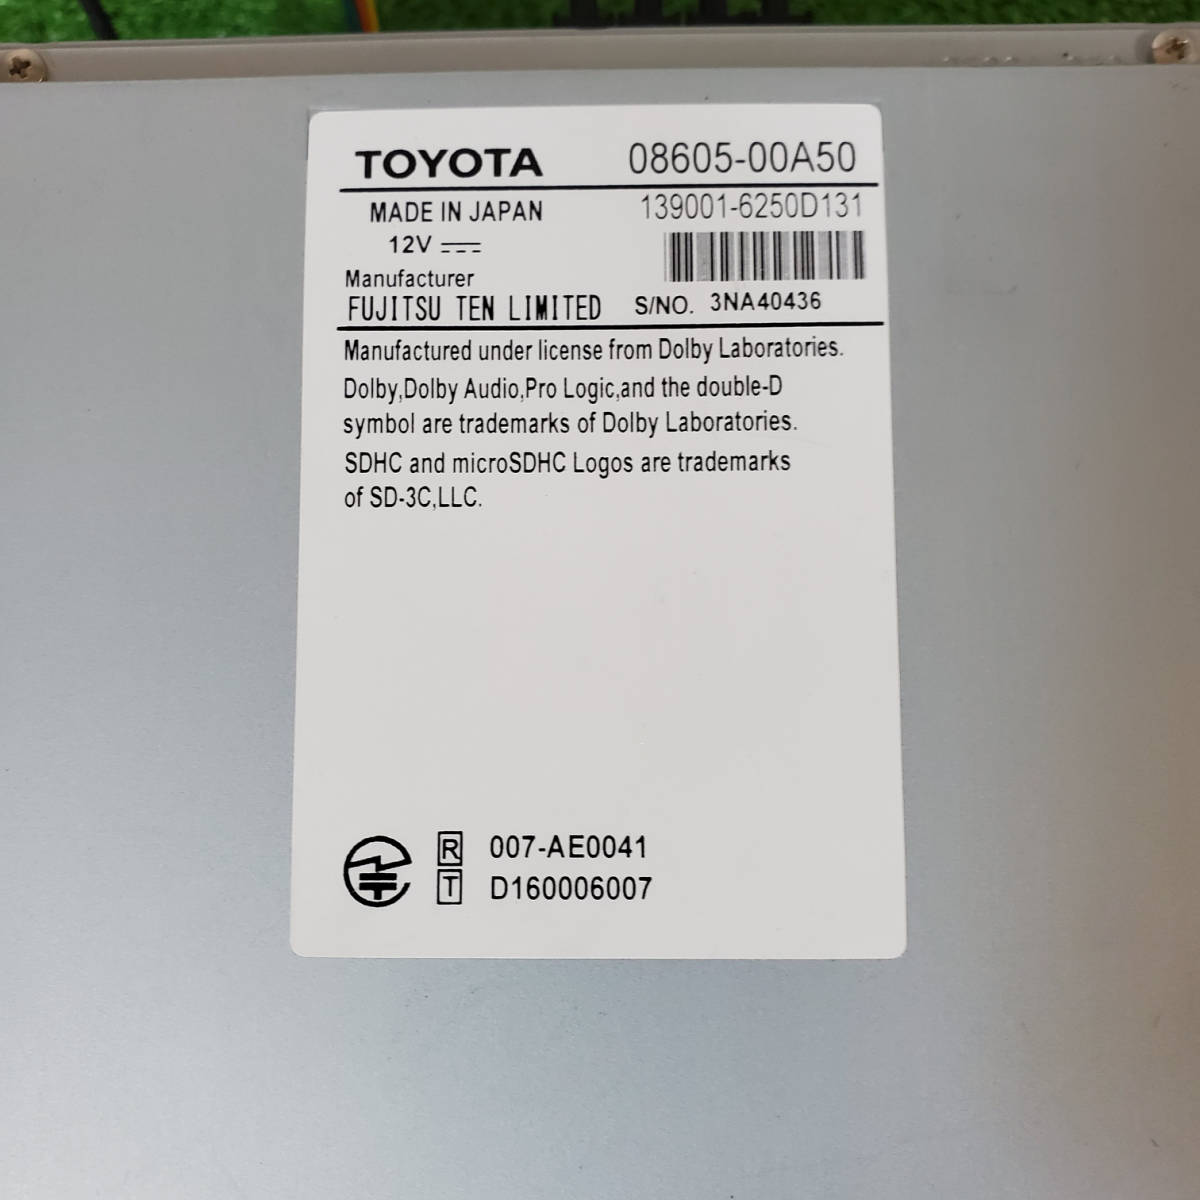 TOYOTA 08605-00A50
MADE IN JAPAN 139001-6250D131
12V
Manufacturer
FUJITSU TEN LIMITED S/NO. 3NA40436
Manufactured under license from Dolby Laboratories.
Dolby,Dolby Audio,Pro Logic,and the double-D
symbol are trademarks of Dolby Laboratories.
SDHC and microSDHC Logos are trademarks
of SD-3C,LLC.
R 007-AE0041
T D160006007